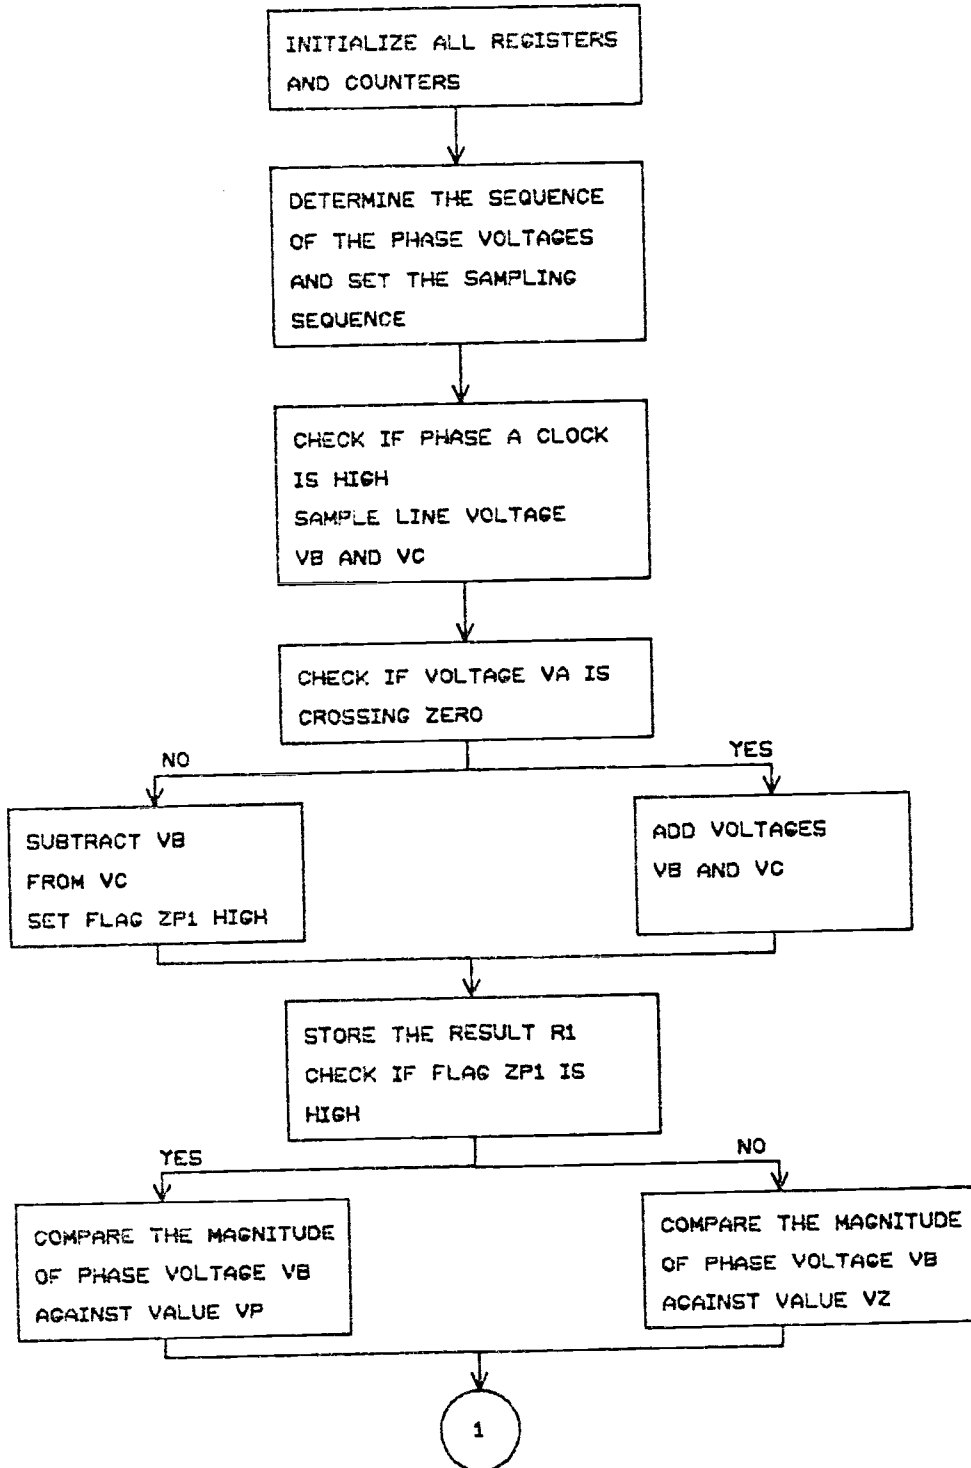 INITIALIZE ALL REGISTERS
AND COUNTERS
DETERMINE THE SEQUENCE
OF THE PHASE VOLTAGES
AND SET THE SAMPLING
SEQUENCE
CHECK IF PHASE A CLOCK
IS HIGH
SAMPLE LINE VOLTAGE
VB AND VC
CHECK IF VOLTAGE VA IS
CROSSING ZERO
NO
YES
SUBTRACT VB
FROM VC
SET FLAG ZP1 HIGH
ADD VOLTAGES
VB AND VC
STORE THE RESULT R1
CHECK IF FLAG ZP1 IS
HIGH
YES
NO
COMPARE THE MAGNITUDE
OF PHASE VOLTAGE VB
AGAINST VALUE VP
COMPARE THE MAGNITUDE
OF PHASE VOLTAGE VB
AGAINST VALUE VZ
1